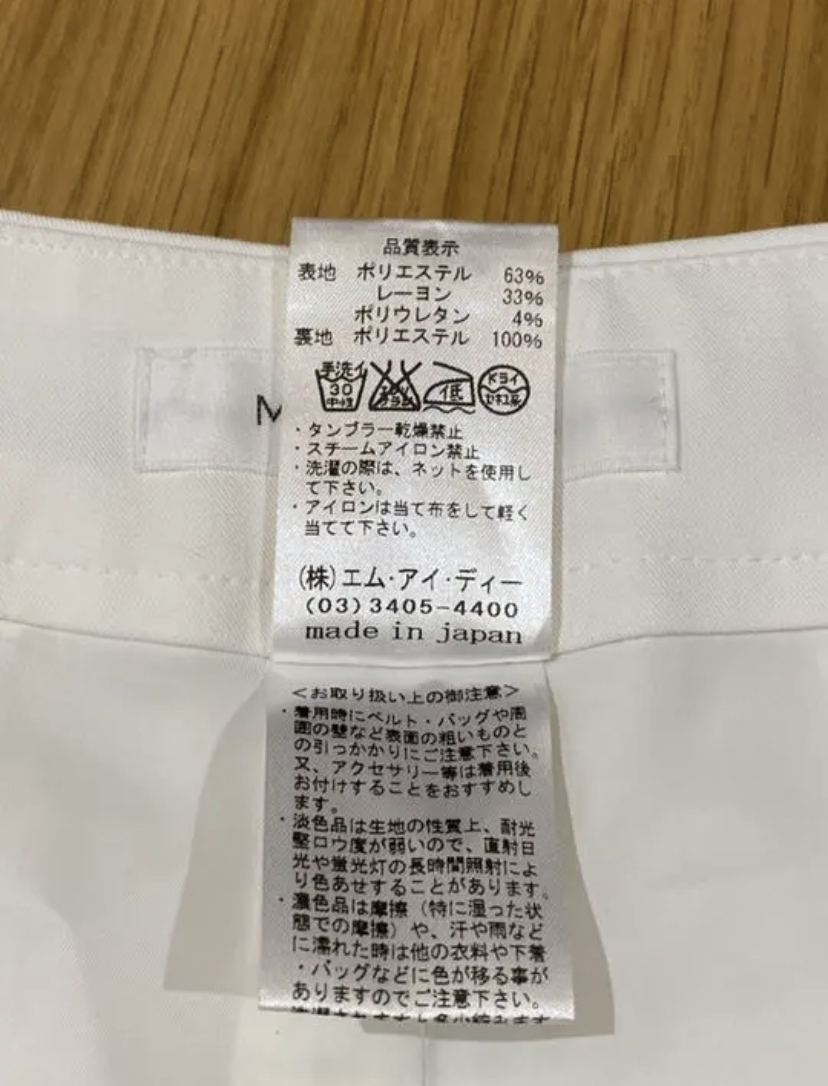 品質表示
表地 ポリエステル 63%
レーヨン 33%
ポリウレタン 4%
裏地 ポリエステル 100%
手洗イ
30
中性
低
ドライ
セキユ系
M
・タンブラー乾燥禁止
・スチームアイロン禁止
・洗濯の際は、ネットを使用し
て下さい。
・アイロンは当て布をして軽く
当てて下さい。
(株)エム・アイ・ディー
(03)3405-4400
made in japan
<お取り扱い上の御注意>
・着用時にベルト・バッグや周
囲の壁など表面の粗いものと
の引っかかりにご注意下さい。
又、アクセサリー等は着用後
お付けすることをおすすめし
ます。
・淡色品は生地の性質上、耐光
堅ロウ度が弱いので、直射日
光や蛍光灯の長時間照射によ
り色あせすることがあります。
・濃色品は摩擦（特に湿った状
態での摩擦）や、汗や雨など
に濡れた時は他の衣料や下着
・バッグなどに色が移る事が
ありますのでご注意下さい。